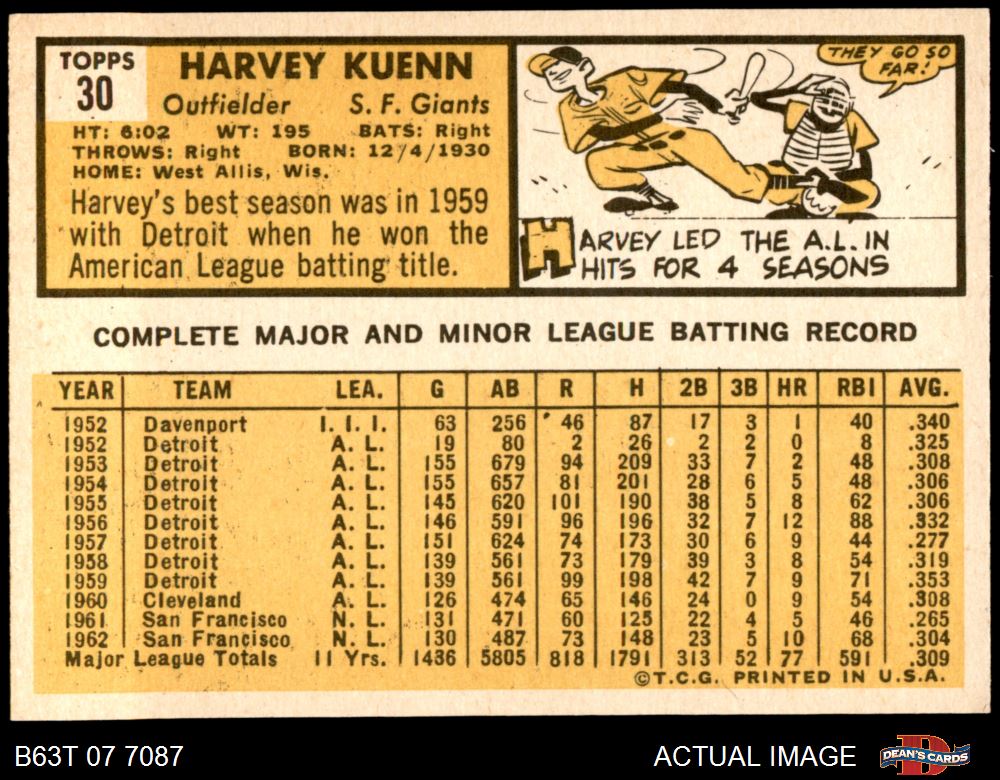 TOPPS
30
HARVEY KUENN
Outfielder S. F. Giants
HT: 6:02 WT: 195 BATS: Right
THROWS: Right BORN: 12/4/1930
HOME: West Allis, Wis.
Harvey's best season was in 1959
with Detroit when he won the
American League batting title.
THEY GO SO
FAR!
HARVEY LED THE A.L. IN
HITS FOR 4 SEASONS
COMPLETE MAJOR AND MINOR LEAGUE BATTING RECORD
YEAR TEAM LEA. G AB R H 2B 3B HR RBI AVG.
1952 Davenport I. I. I. 63 256 46 87 17 3 1 40 .340
1952 Detroit A. L. 19 80 2 26 2 2 0 8 .325
1953 Detroit A. L. 155 679 94 209 33 7 2 48 .308
1954 Detroit A. L. 155 657 81 201 28 6 5 48 .306
1955 Detroit A. L. 145 620 101 190 38 5 8 62 .306
1956 Detroit A. L. 146 591 96 196 32 7 12 88 .332
1957 Detroit A. L. 151 624 74 173 30 6 9 44 .277
1958 Detroit A. L. 139 561 73 179 39 3 8 54 .319
1959 Detroit A. L. 139 561 99 198 42 7 9 71 .353
1960 Cleveland A. L. 126 474 65 146 24 0 9 54 .308
1961 San Francisco N. L. 131 471 60 125 22 4 5 46 .265
1962 San Francisco N. L. 130 487 73 148 23 5 10 68 .304
Major League Totals 11 Yrs. 1436 5805 818 1791 313 52 77 591 .309
©T.C.G. PRINTED IN U.S.A.
B63T 07 7087 ACTUAL IMAGE DEAN'S CARDS